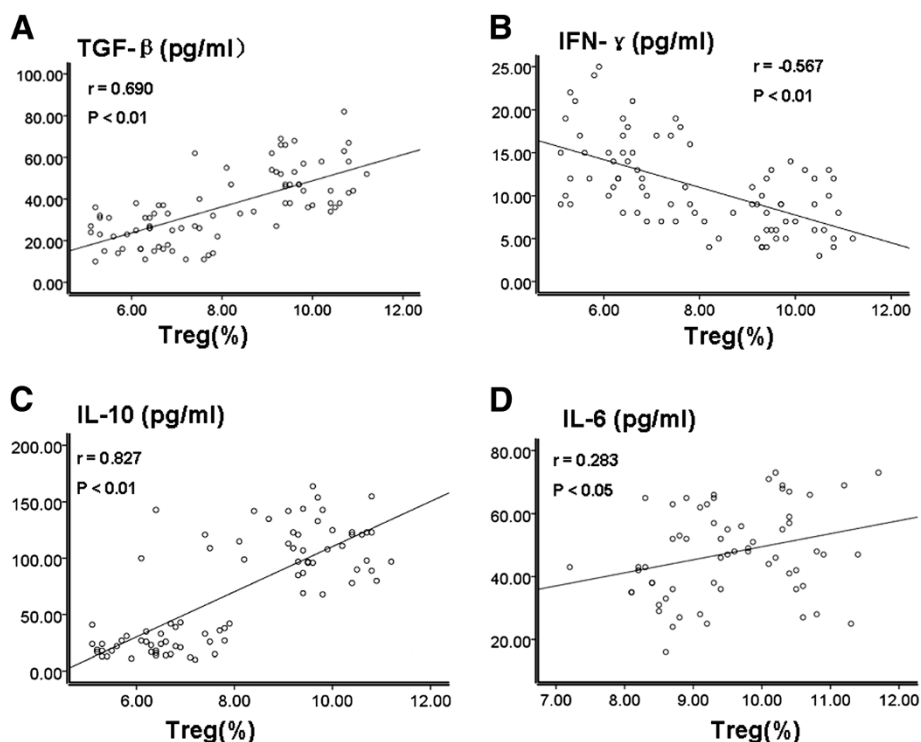 A
TGF-β (pg/ml）
r = 0.690
P < 0.01
100.00
80.00
60.00
40.00
20.00
0.00
6.00 8.00 10.00 12.00
Treg(%)
B
IFN-ɤ (pg/ml)
r = -0.567
P < 0.01
25.00
20.00
15.00
10.00
5.00
0.00
6.00 8.00 10.00 12.00
Treg(%)
C
IL-10 (pg/ml)
r = 0.827
P < 0.01
200.00
150.00
100.00
50.00
0.00
6.00 8.00 10.00 12.00
Treg(%)
D
IL-6 (pg/ml)
r = 0.283
P < 0.05
80.00
60.00
40.00
20.00
7.00 8.00 9.00 10.00 11.00 12.00
Treg(%)